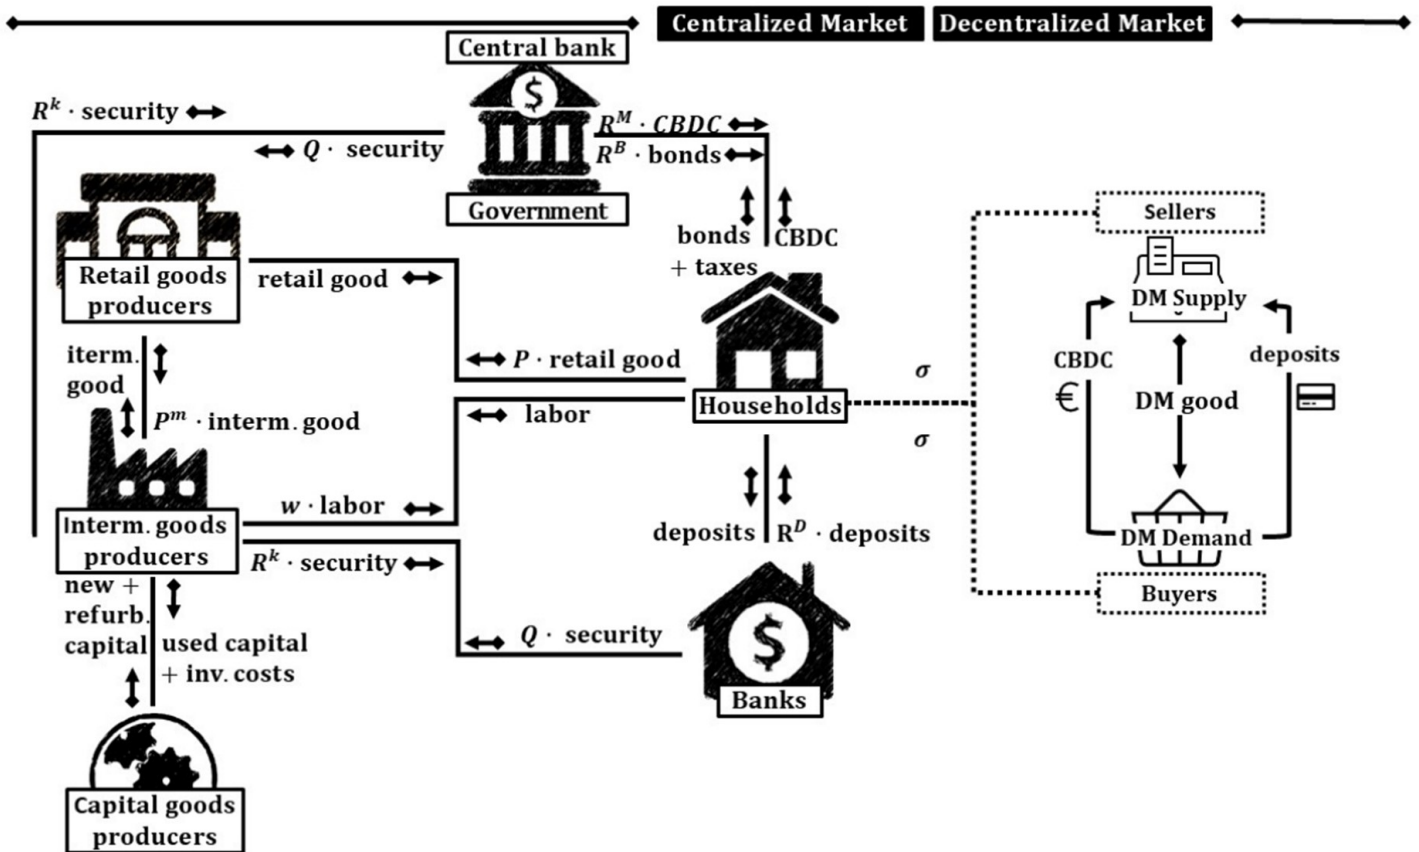 Centralized Market
Decentralized Market
Central bank
$
Government
R^k · security
Q · security
R^M · CBDC
R^B · bonds
bonds
+ taxes
CBDC
Retail goods
producers
retail good
P · retail good
iterm.
good
P^m · interm. good
labor
Households
σ
σ
w · labor
Interm. goods
producers
R^k · security
deposits
R^D · deposits
new +
refurb.
capital
used capital
+ inv. costs
Q · security
$
Banks
Capital goods
producers
Sellers
DM Supply
CBDC
€
DM good
deposits
DM Demand
Buyers